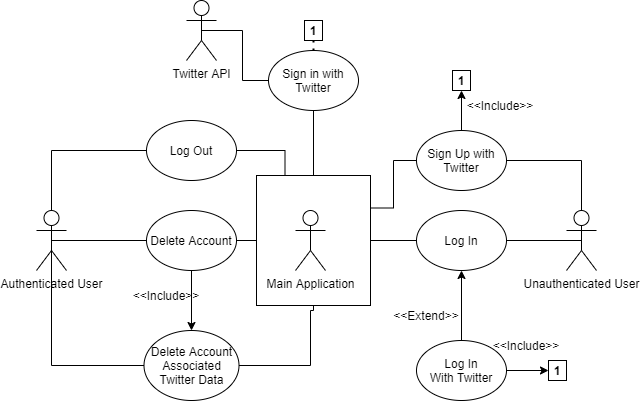 1
Twitter API
Sign in with
Twitter
1
<<Include>>
Log Out
Sign Up with
Twitter
Delete Account
Log In
Authenticated User
Main Application
Unauthenticated User
<<Include>>
<<Extend>>
<<Include>>
Delete Account
Associated
Twitter Data
Log In
With Twitter
1